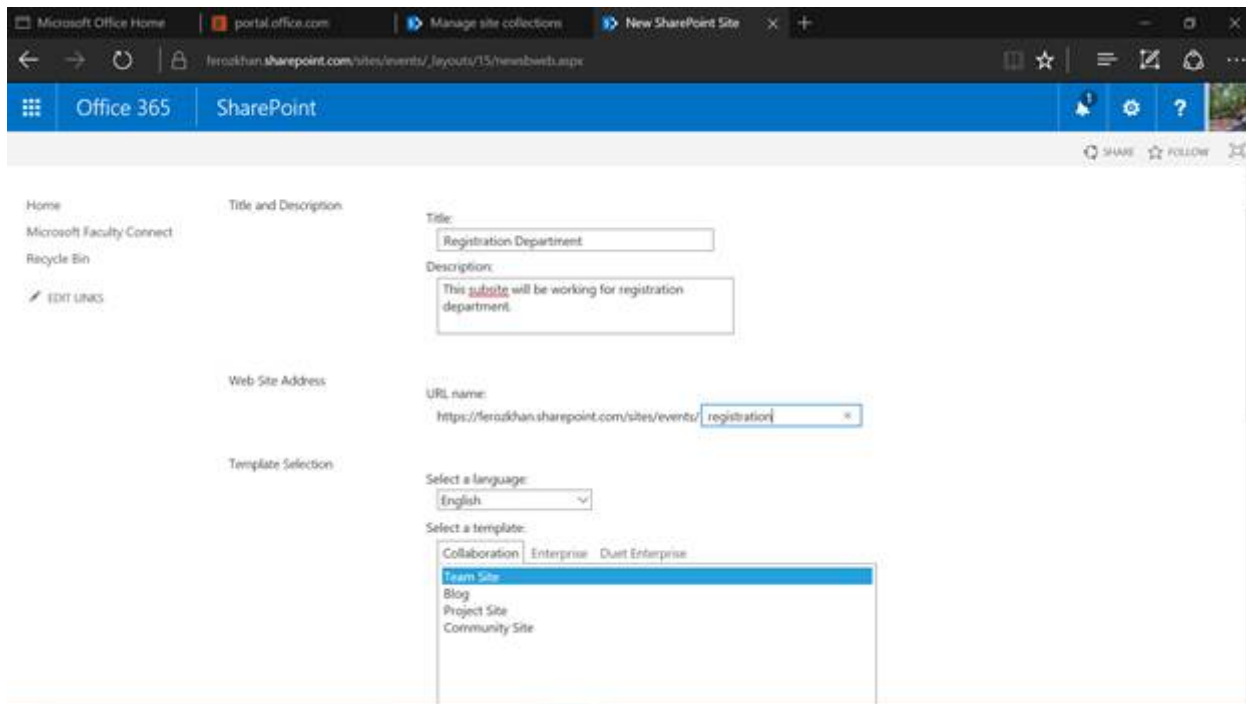 Microsoft Office Home
portal.office.com
Manage site collections
New SharePoint Site
ferozkhan.sharepoint.com/sites/events/_layouts/15/newsbweb.aspx
Office 365
SharePoint
1
?
SHARE
FOLLOW
Home
Microsoft Faculty Connect
Recycle Bin
EDIT LINKS
Title and Description
Title:
Registration Department
Description:
This subsite will be working for registration
department.
Web Site Address
URL name:
https://ferozkhan.sharepoint.com/sites/events/ registration
Template Selection
Select a language:
English
Select a template:
Collaboration Enterprise Duet Enterprise
Team Site
Blog
Project Site
Community Site